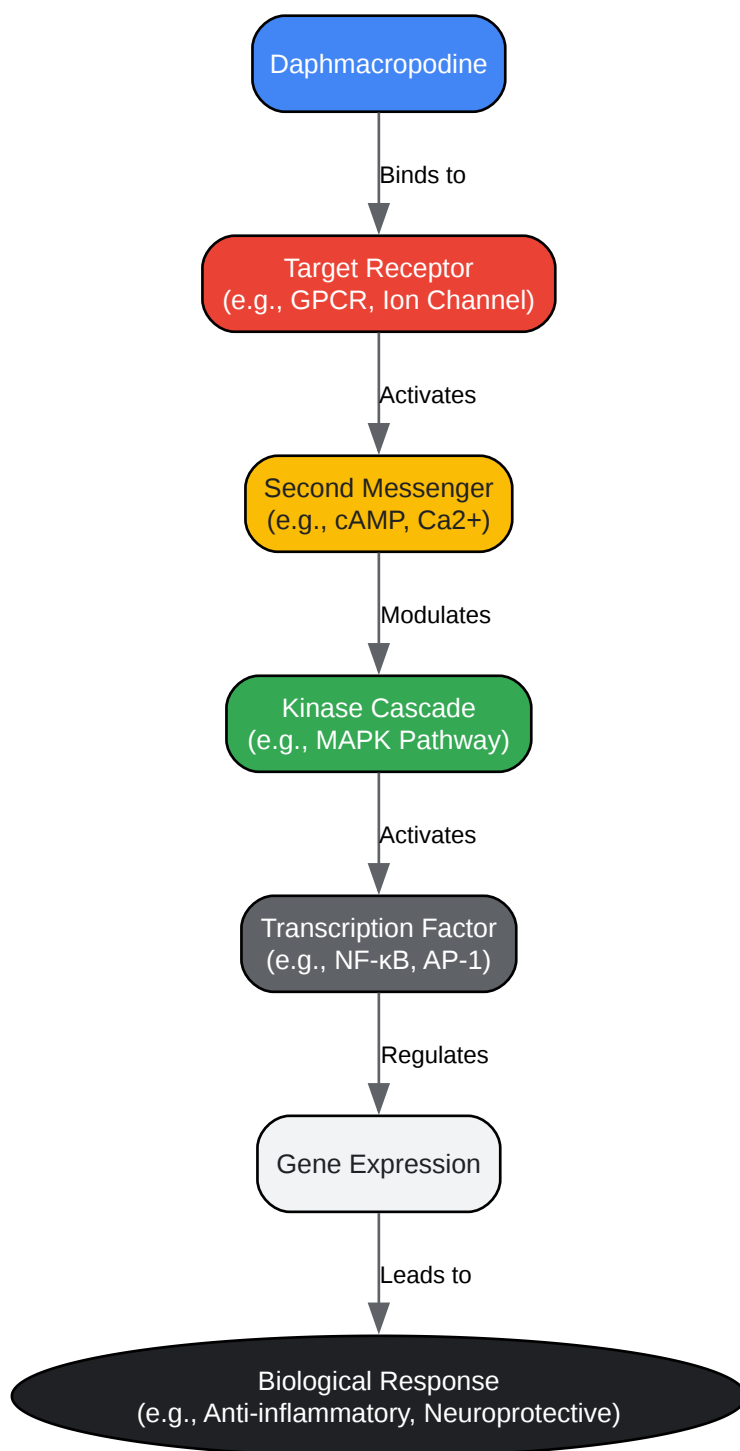 Daphmacropodine
Binds to
Target Receptor
(e.g., GPCR, Ion Channel)
Activates
Second Messenger
(e.g., cAMP, Ca2+)
Modulates
Kinase Cascade
(e.g., MAPK Pathway)
Activates
Transcription Factor
(e.g., NF-κB, AP-1)
Regulates
Gene Expression
Leads to
Biological Response
(e.g., Anti-inflammatory, Neuroprotective)